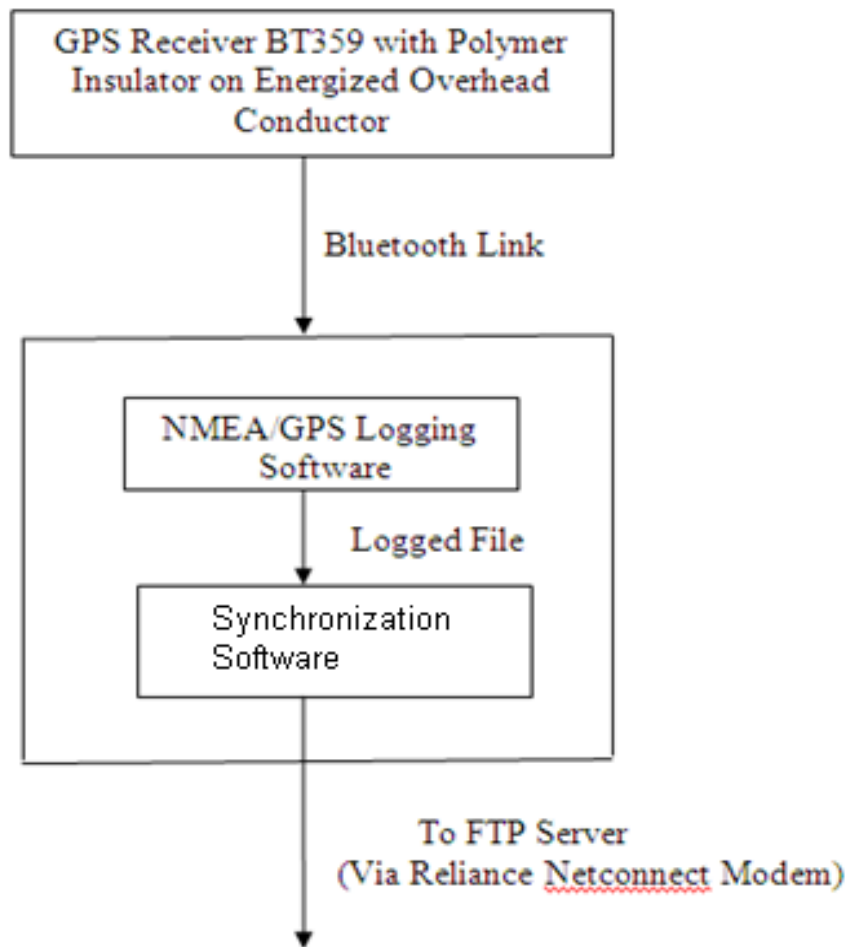 GPS Receiver BT359 with Polymer
Insulator on Energized Overhead
Conductor
Bluetooth Link
NMEA/GPS Logging
Software
Logged File
Synchronization
Software
To FTP Server
(Via Reliance Netconnect Modem)